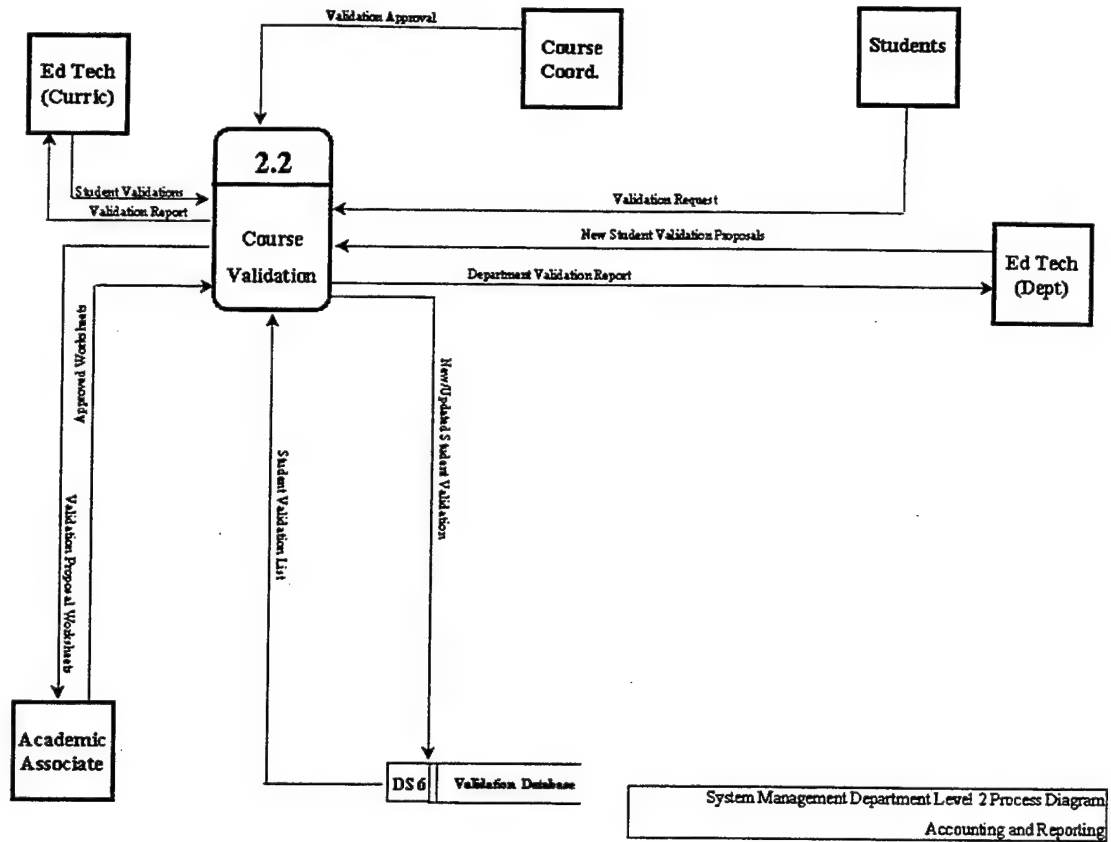 Validation Approval
Course
Coord.
Students
Ed Tech
(Curric)
2.2
Course
Validation
Student Validations
Validation Report
Validation Request
New Student Validation Proposals
Department Validation Report
Ed Tech
(Dept)
Approved Worksheets
Validation Proposal Worksheets
Student Validation List
New/Updated Student Validation
Academic
Associate
DS6
Validation Database
System Management Department Level 2 Process Diagram
Accounting and Reporting